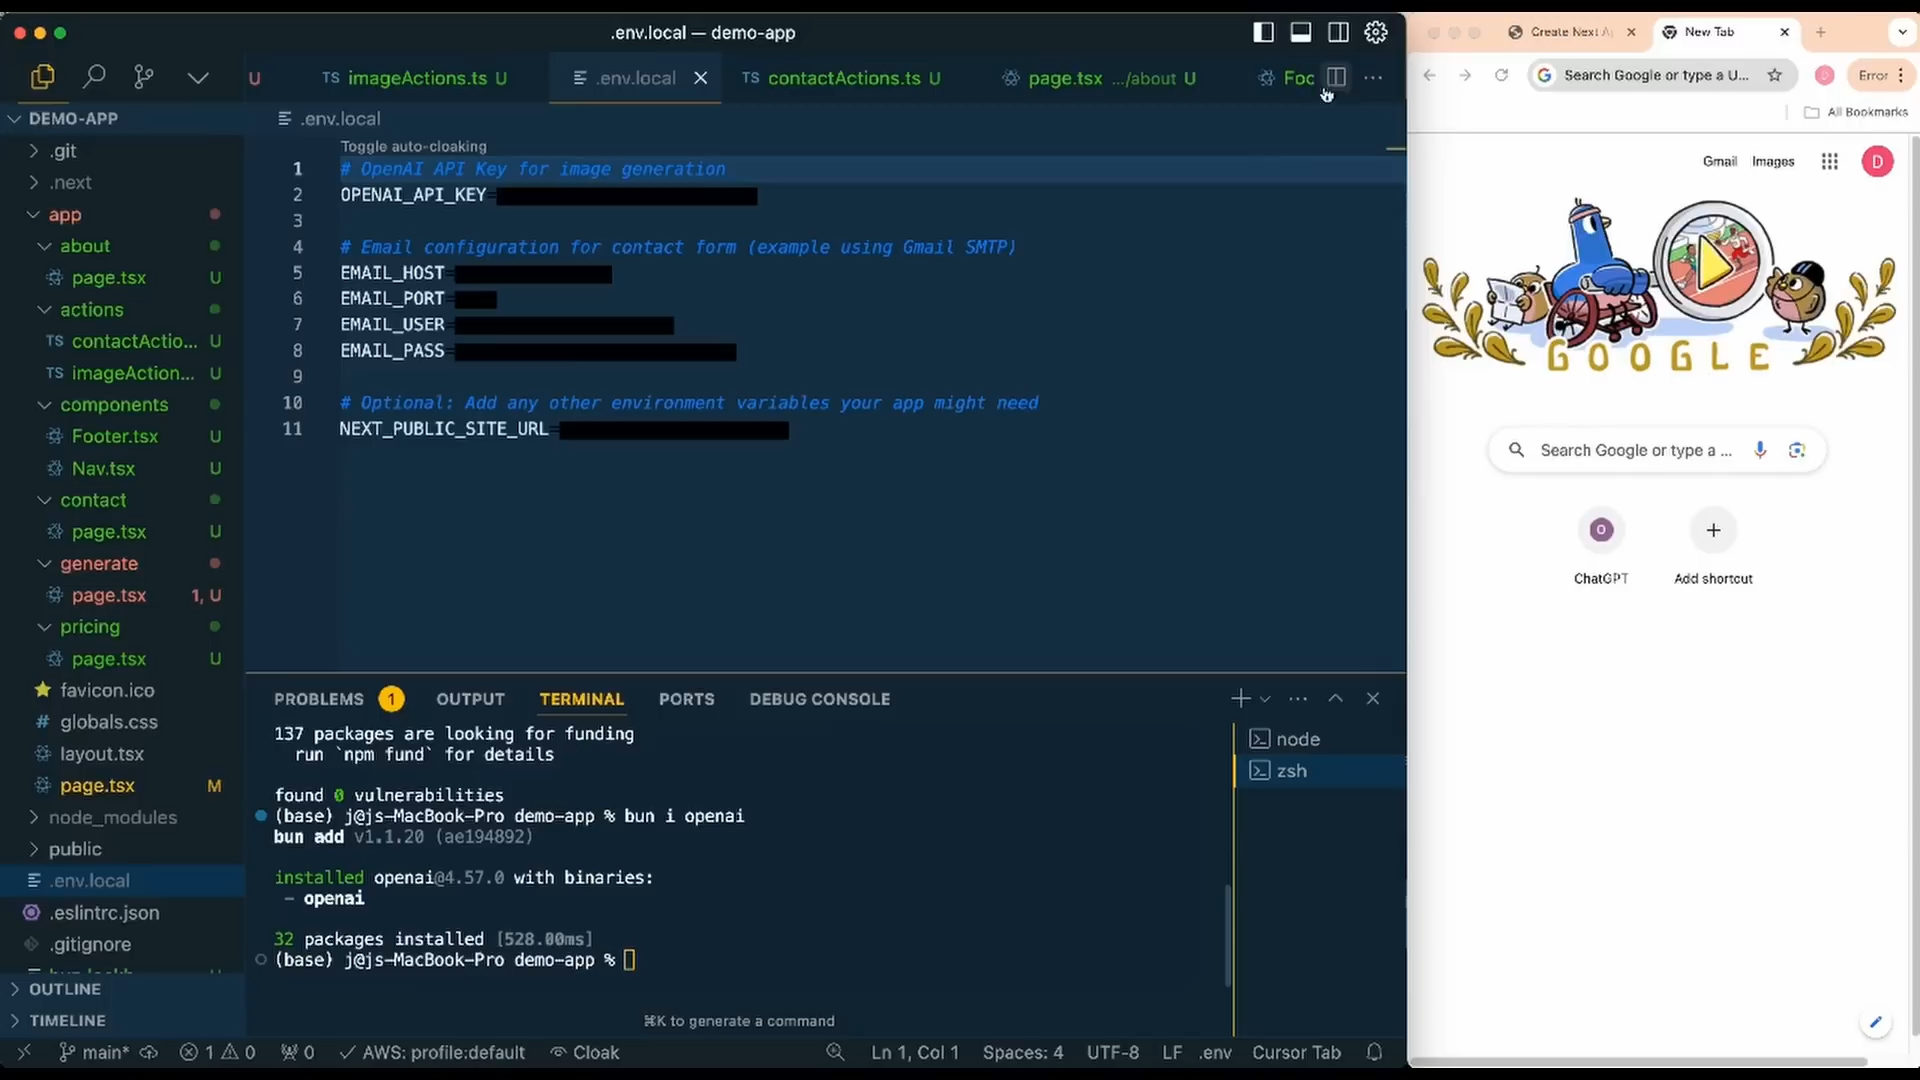 .env.local — demo-app
U
TS imageActions.ts U
.env.local
TS contactActions.ts U
page.tsx .../about U
Foc
DEMO-APP
.git
.next
app
about
page.tsx U
actions
TS contactActio... U
TS imageAction... U
components
Footer.tsx U
Nav.tsx U
contact
page.tsx U
generate
page.tsx 1, U
pricing
page.tsx U
favicon.ico
# globals.css
layout.tsx
page.tsx M
node_modules
public
.env.local
.eslintrc.json
.gitignore
OUTLINE
TIMELINE
.env.local
Toggle auto-cloaking
1 # OpenAI API Key for image generation
2 OPENAI_API_KEY=
3
4 # Email configuration for contact form (example using Gmail SMTP)
5 EMAIL_HOST=
6 EMAIL_PORT=
7 EMAIL_USER=
8 EMAIL_PASS=
9
10 # Optional: Add any other environment variables your app might need
11 NEXT_PUBLIC_SITE_URL=
PROBLEMS 1 OUTPUT TERMINAL PORTS DEBUG CONSOLE
137 packages are looking for funding
run `npm fund` for details
found 0 vulnerabilities
(base) j@js-MacBook-Pro demo-app % bun i openai
bun add v1.1.20 (ae194892)
installed openai@4.57.0 with binaries:
- openai
32 packages installed [528.00ms]
(base) j@js-MacBook-Pro demo-app %
node
zsh
⌘K to generate a command
main* 1 0 0 AWS: profile:default Cloak Ln 1, Col 1 Spaces: 4 UTF-8 LF .env Cursor Tab
Create Next A
New Tab
Search Google or type a U...
D
Error
All Bookmarks
Gmail Images D
GOOGLE
Search Google or type a ...
O
ChatGPT
Add shortcut